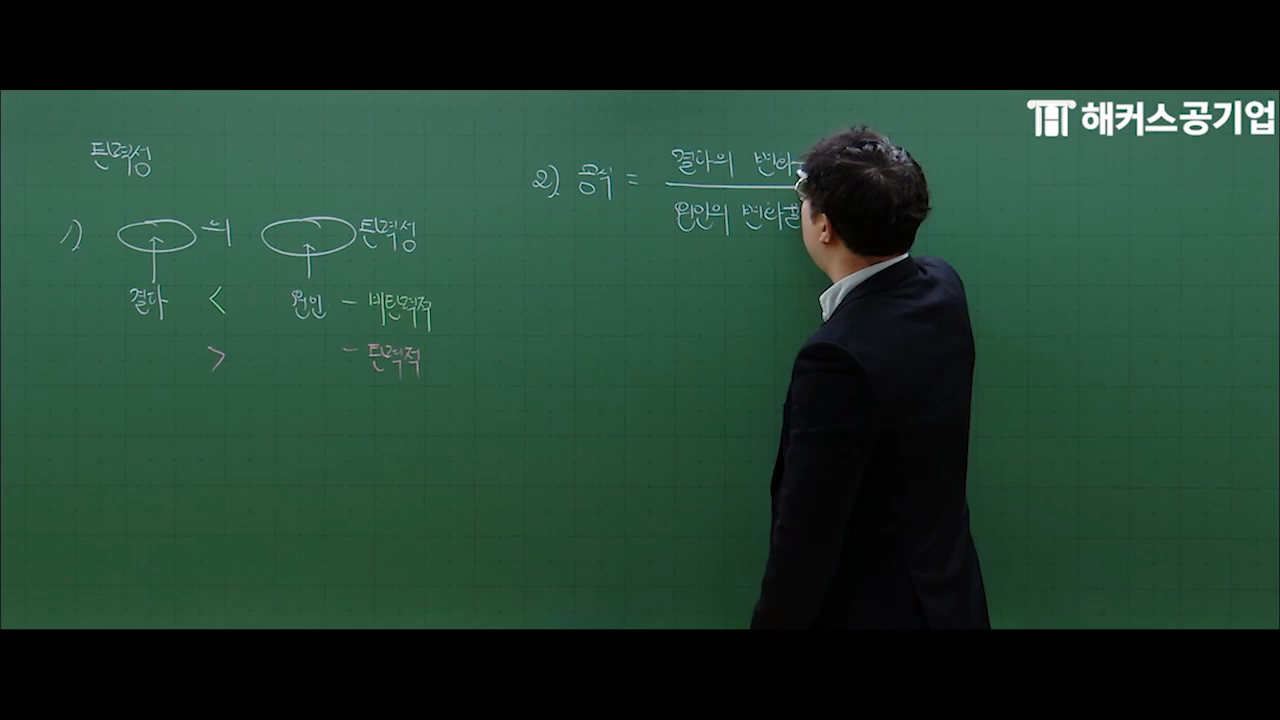 해커스공기업
탄력성
1) 의 탄력성
결과 < 원인 - 비탄력적
> - 탄력적
2) 공식 = 결과의 변화
원인의 변화율